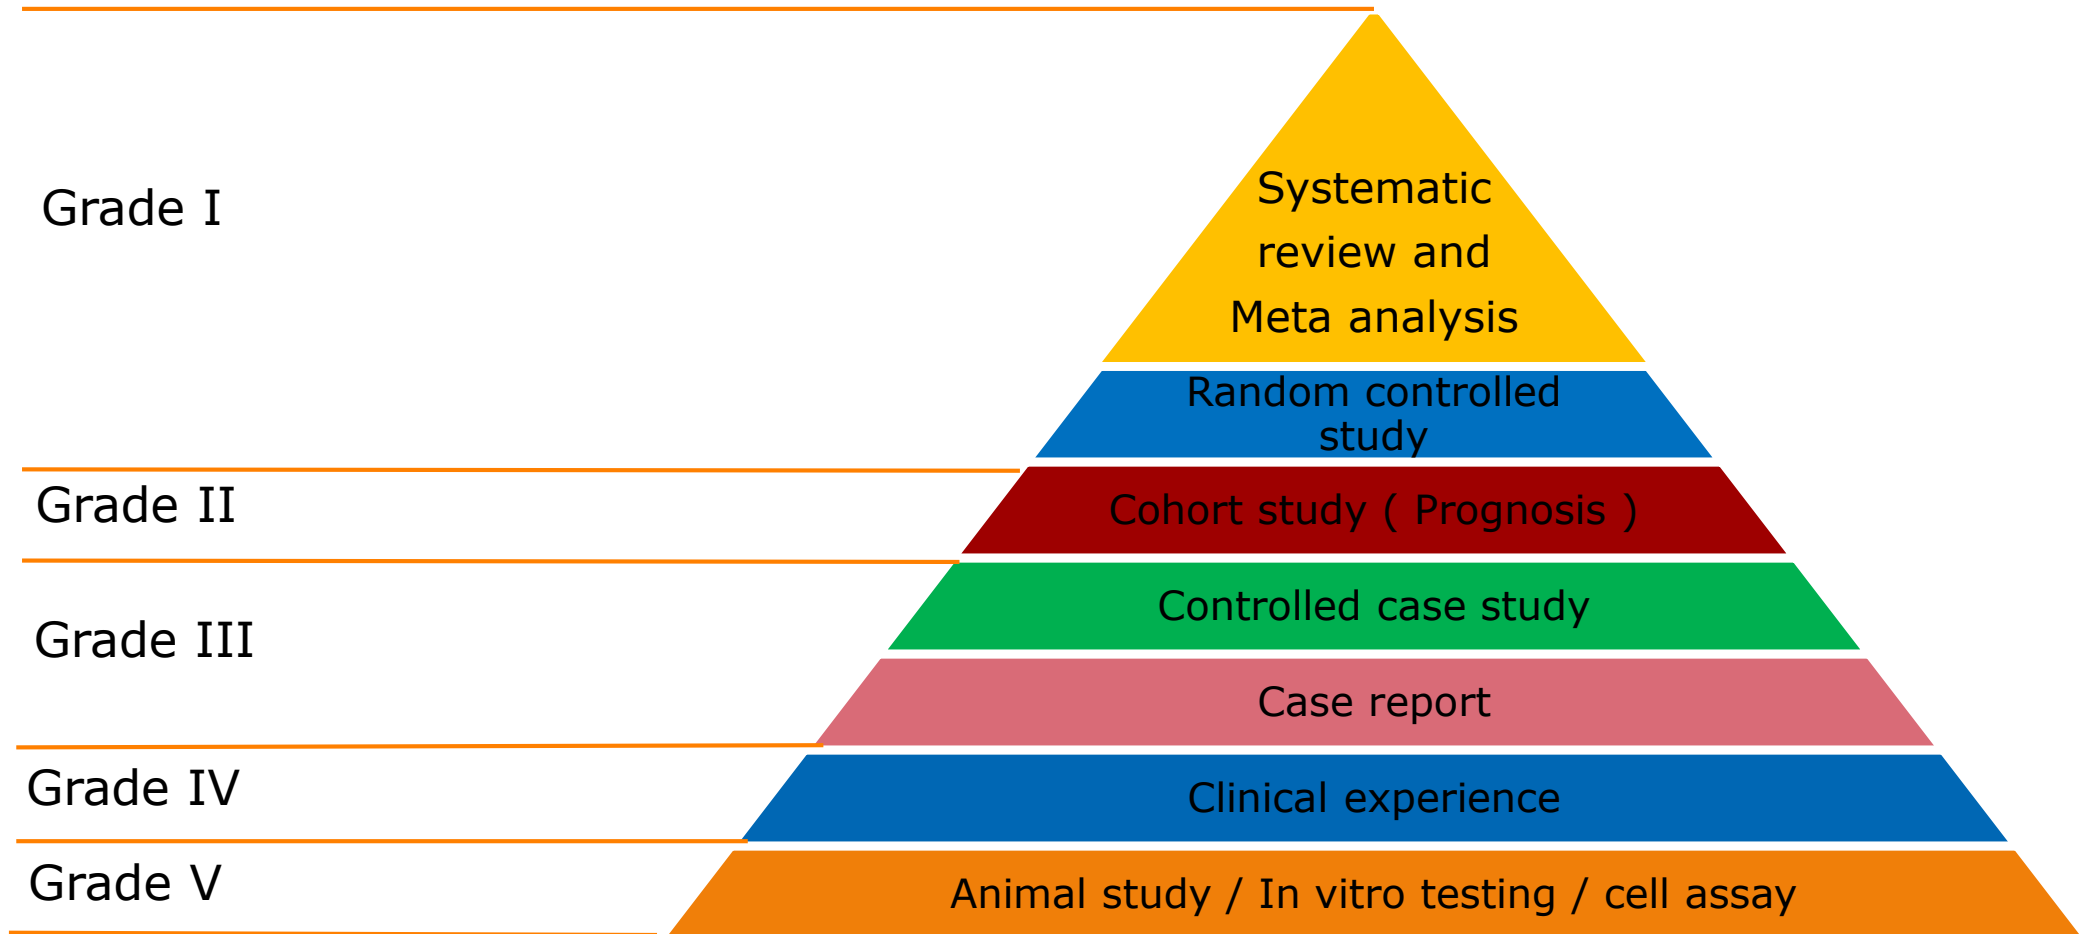 Grade I
Systematic
review and
Meta analysis
Random controlled
study
Grade II
Cohort study ( Prognosis )
Grade III
Controlled case study
Case report
Grade IV
Clinical experience
Grade V
Animal study / In vitro testing / cell assay